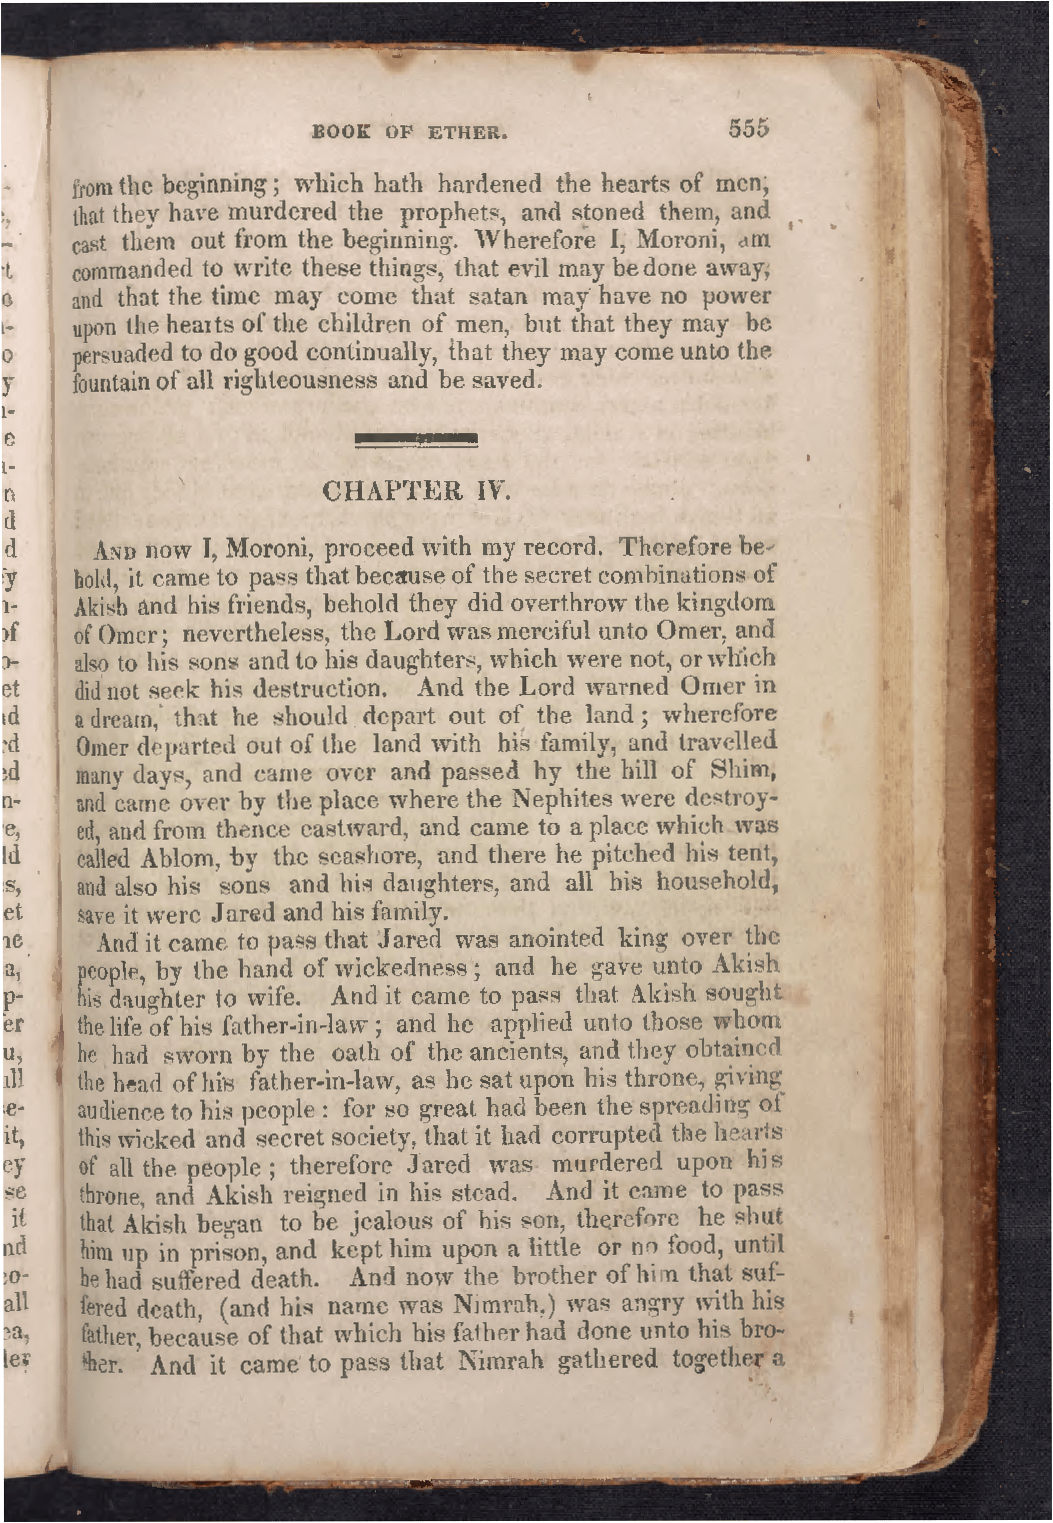 BOOK OF ETHER. 555
from the beginning; which hath hardened the hearts of men,
that they have murdered the prophets, and stoned them, and
cast them out from the beginning. Wherefore I, Moroni, am
commanded to write these things, that evil may be done away,
and that the time may come that satan may have no power
upon the hearts of the children of men, but that they may be
persuaded to do good continually, that they may come unto the
fountain of all righteousness and be saved.
CHAPTER IV.
AND now I, Moroni, proceed with my record. Therefore be-
hold, it came to pass that because of the secret combinations of
Akish and his friends, behold they did overthrow the kingdom
of Omer; nevertheless, the Lord was merciful unto Omer, and
also to his sons and to his daughters, which were not, or which
did not seek his destruction. And the Lord warned Omer in
a dream, that he should depart out of the land; wherefore
Omer departed out of the land with his family, and travelled
many days, and came over and passed by the hill of Shim,
and came over by the place where the Nephites were destroy-
ed, and from thence eastward, and came to a place which was
called Ablom, by the seashore, and there he pitched his tent,
and also his sons and his daughters, and all his household,
save it were Jared and his family.
And it came to pass that Jared was anointed king over the
people, by the hand of wickedness; and he gave unto Akish
his daughter to wife. And it came to pass that Akish sought
the life of his father-in-law; and he applied unto those whom
he had sworn by the oath of the ancients, and they obtained
the head of his father-in-law, as he sat upon his throne, giving
audience to his people: for so great had been the spreading of
this wicked and secret society, that it had corrupted the hearts
of all the people; therefore Jared was murdered upon his
throne, and Akish reigned in his stead. And it came to pass
that Akish began to be jealous of his son, therefore he shut
him up in prison, and kept him upon a little or no food, until
he had suffered death. And now the brother of him that suf-
fered death, (and his name was Nimrah,) was angry with his
father, because of that which his father had done unto his bro-
ther. And it came to pass that Nimrah gathered together a